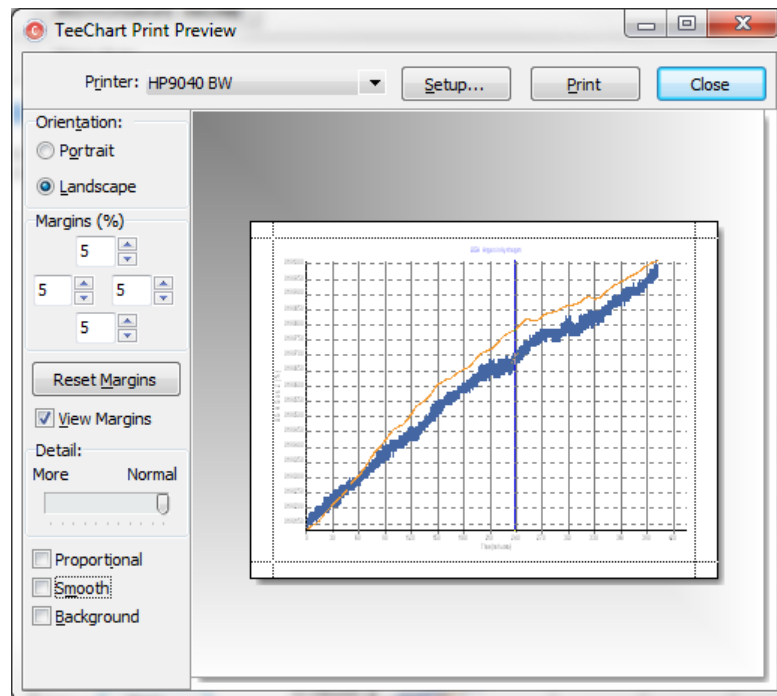 TeeChart Print Preview
Printer: HP9040 BW
Setup...
Print
Close
Orientation:
Portrait
Landscape
Margins (%)
5
5 5
5
Reset Margins
View Margins
Detail:
More Normal
Proportional
Smooth
Background